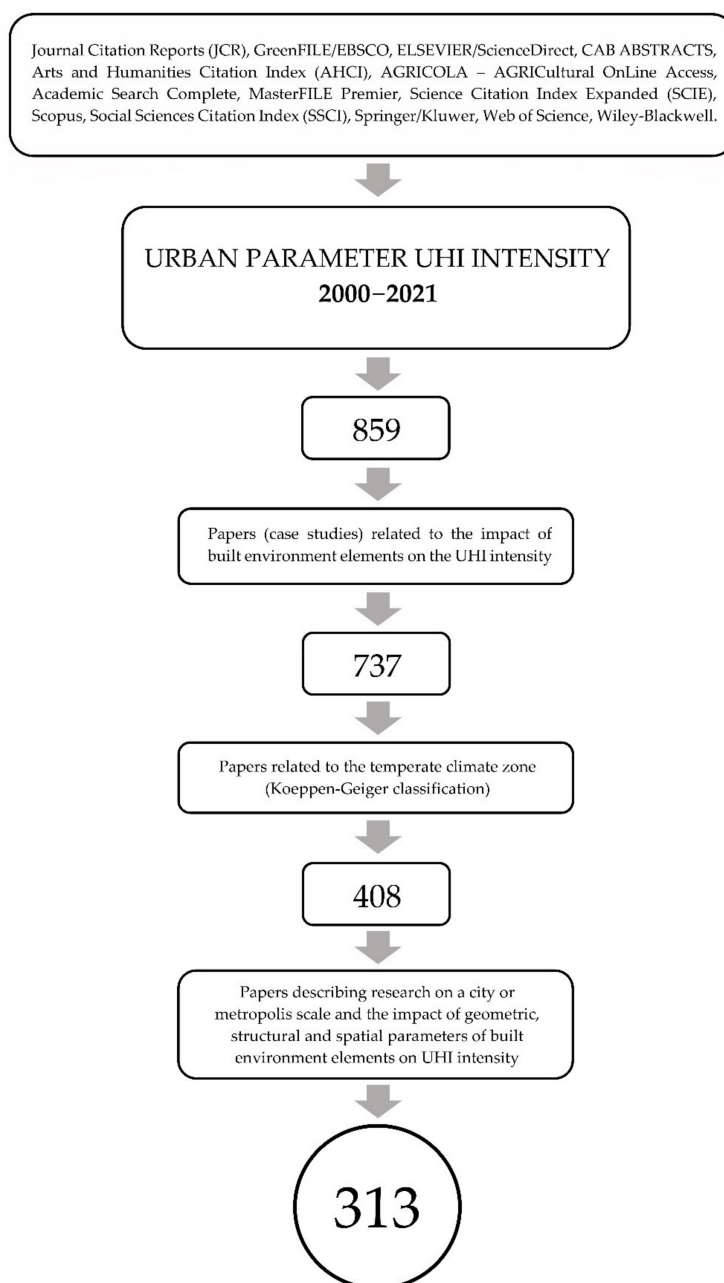 Journal Citation Reports (JCR), GreenFILE/EBSCO, ELSEVIER/ScienceDirect, CAB ABSTRACTS,
Arts and Humanities Citation Index (AHCI), AGRICOLA – AGRICultural OnLine Access,
Academic Search Complete, MasterFILE Premier, Science Citation Index Expanded (SCIE),
Scopus, Social Sciences Citation Index (SSCI), Springer/Kluwer, Web of Science, Wiley-Blackwell.
URBAN PARAMETER UHI INTENSITY
2000−2021
859
Papers (case studies) related to the impact of
built environment elements on the UHI intensity
737
Papers related to the temperate climate zone
(Koeppen-Geiger classification)
408
Papers describing research on a city or
metropolis scale and the impact of geometric,
structural and spatial parameters of built
environment elements on UHI intensity
313